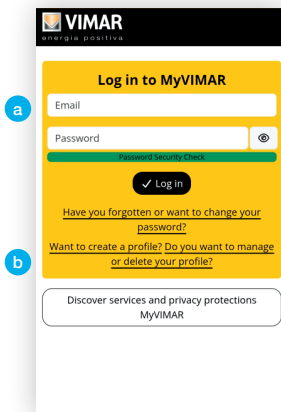 VIMAR
energia positiva
Log in to MyVIMAR
a
Email
Password
Password Security Check
✓ Log in
Have you forgotten or want to change your
password?
b
Want to create a profile? Do you want to manage
or delete your profile?
Discover services and privacy protections
MyVIMAR